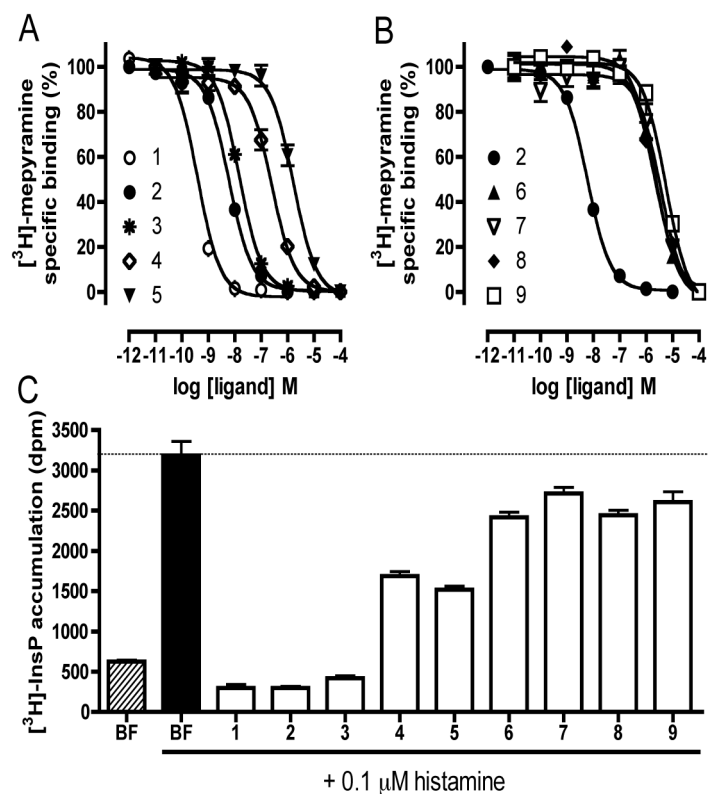 A
[³H]-mepyramine
specific binding (%)
100
80
60
40
20
0
1
2
3
4
5
-12 -11 -10 -9 -8 -7 -6 -5 -4
log [ligand] M
B
[³H]-mepyramine
specific binding (%)
100
80
60
40
20
0
2
6
7
8
9
-12 -11 -10 -9 -8 -7 -6 -5 -4
log [ligand] M
C
[³H]-InsP accumulation (dpm)
3500
3000
2500
2000
1500
1000
500
0
BF BF 1 2 3 4 5 6 7 8 9
+ 0.1 µM histamine